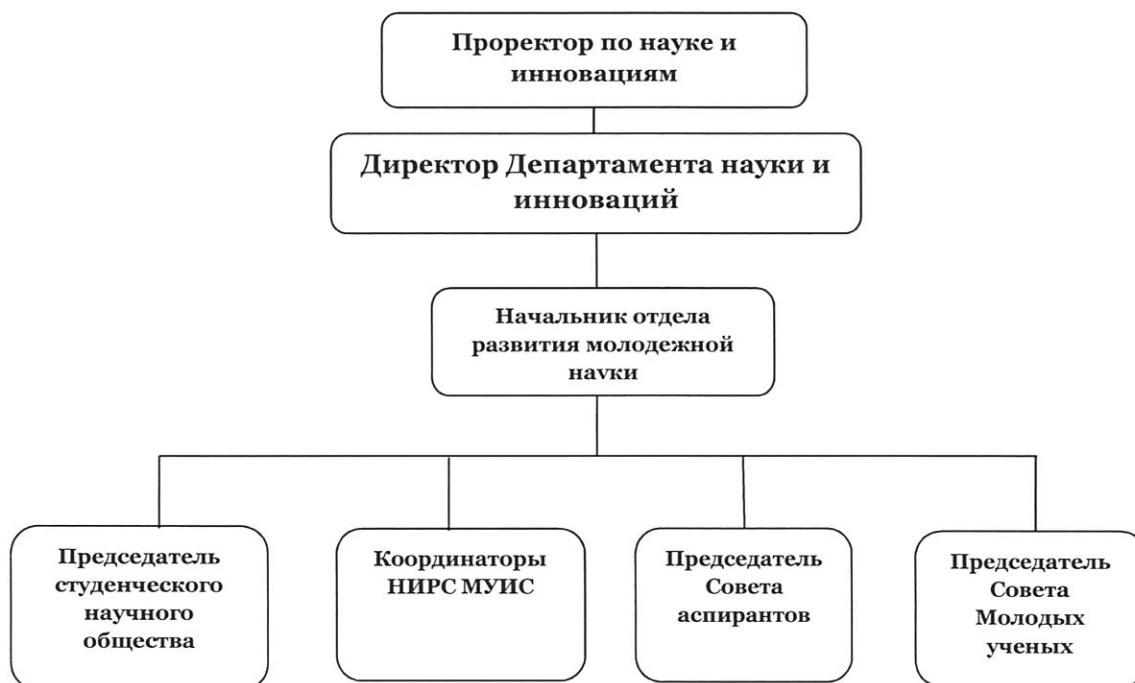 Проректор по науке и
инновациям
Директор Департамента науки и
инноваций
Начальник отдела
развития молодежной
науки
Председатель
студенческого
научного
общества
Координаторы
НИРС МУИС
Председатель
Совета
аспирантов
Председатель
Совета
Молодых
ученых